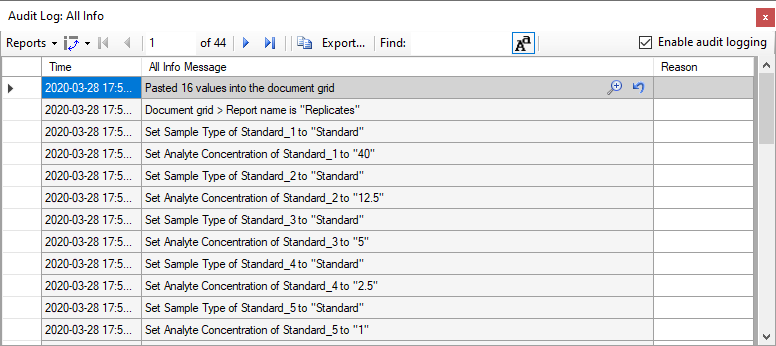 Audit Log: All Info
Reports 1 of 44 Export... Find: Aa Enable audit logging
Time All Info Message Reason
2020-03-28 17:5... Pasted 16 values into the document grid
2020-03-28 17:5... Document grid > Report name is "Replicates"
2020-03-28 17:5... Set Sample Type of Standard_1 to "Standard"
2020-03-28 17:5... Set Analyte Concentration of Standard_1 to "40"
2020-03-28 17:5... Set Sample Type of Standard_2 to "Standard"
2020-03-28 17:5... Set Analyte Concentration of Standard_2 to "12.5"
2020-03-28 17:5... Set Sample Type of Standard_3 to "Standard"
2020-03-28 17:5... Set Analyte Concentration of Standard_3 to "5"
2020-03-28 17:5... Set Sample Type of Standard_4 to "Standard"
2020-03-28 17:5... Set Analyte Concentration of Standard_4 to "2.5"
2020-03-28 17:5... Set Sample Type of Standard_5 to "Standard"
2020-03-28 17:5... Set Analyte Concentration of Standard_5 to "1"